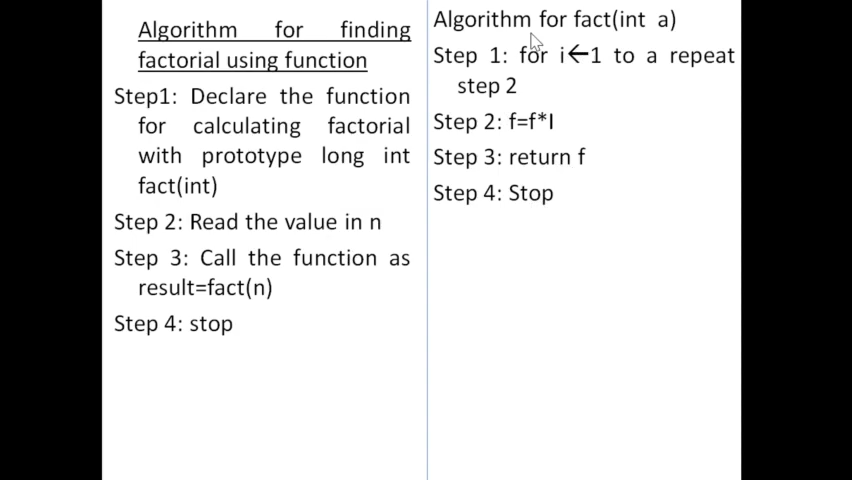 Algorithm for finding
factorial using function
Step1: Declare the function
for calculating factorial
with prototype long int
fact(int)
Step 2: Read the value in n
Step 3: Call the function as
result=fact(n)
Step 4: stop
Algorithm for fact(int a)
Step 1: for i←1 to a repeat
step 2
Step 2: f=f*I
Step 3: return f
Step 4: Stop